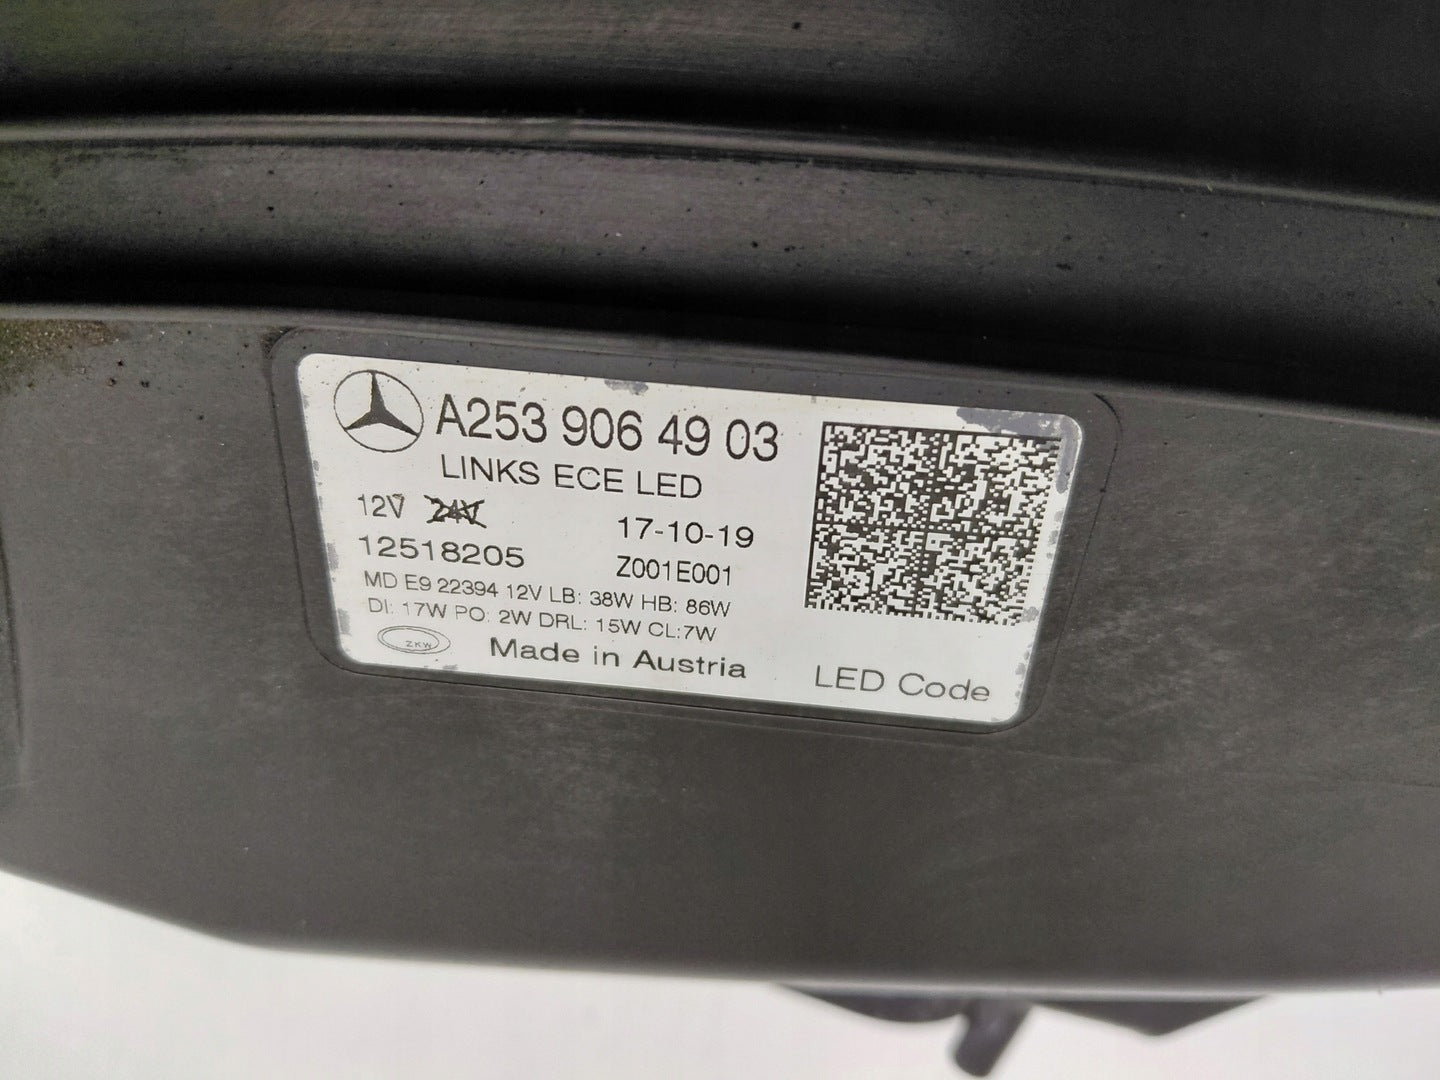 A253 906 49 03
LINKS ECE LED
12V 24V
17-10-19
12518205
Z001E001
MD E9 22394 12V LB: 38W HB: 86W
DI: 17W PO: 2W DRL: 15W CL:7W
ZKW
Made in Austria
LED Code